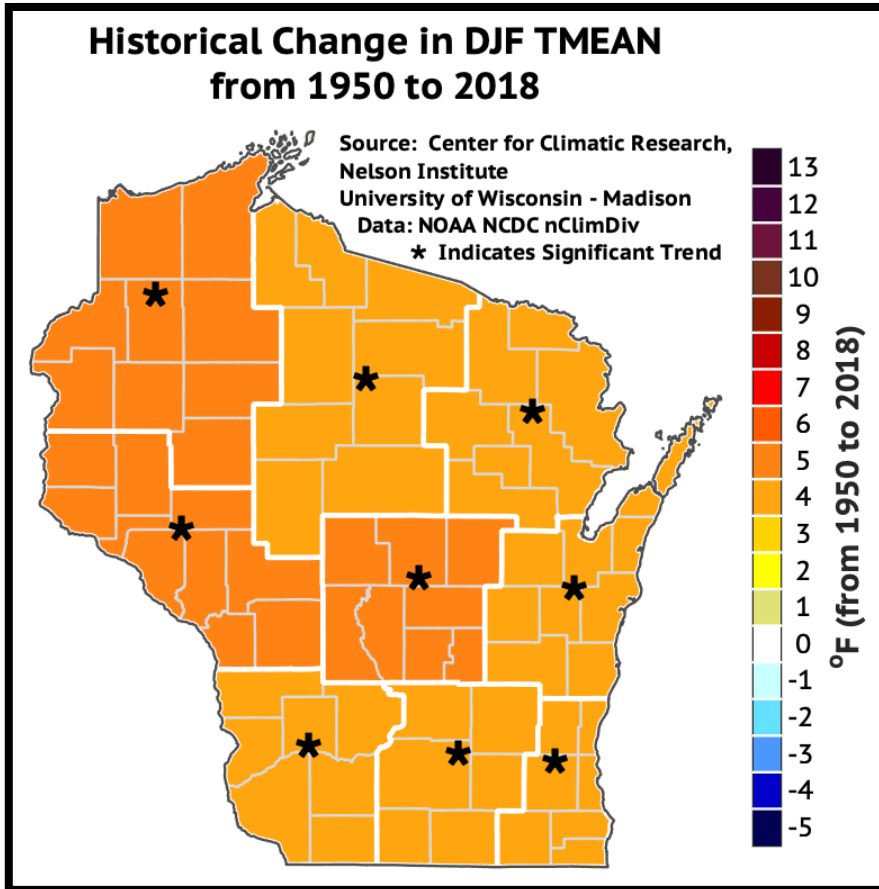 Historical Change in DJF TMEAN
from 1950 to 2018
Source: Center for Climatic Research,
Nelson Institute
University of Wisconsin - Madison
Data: NOAA NCDC nClimDiv
* Indicates Significant Trend
13
12
11
10
9
8
7
6
5
4
3
2
1
0
-1
-2
-3
-4
-5
°F (from 1950 to 2018)